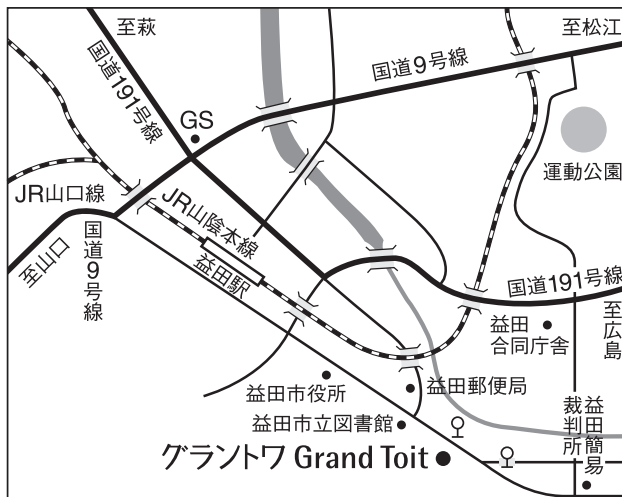 至萩
至松江
国道191号線
国道9号線
GS
運動公園
JR山口線
JR山陰本線
至山口
国道9号線
益田駅
国道191号線
至広島
益田
合同庁舎
益田市役所
益田郵便局
益田市立図書館
益田簡易
裁判所
グラントワ Grand Toit